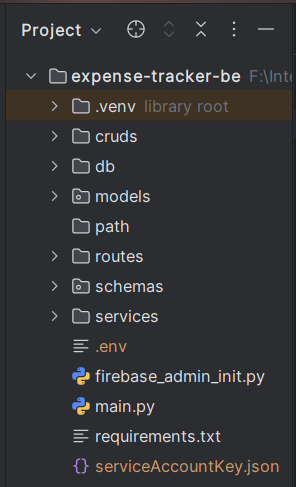 Project
expense-tracker-be F:\Inte
.venv library root
cruds
db
models
path
routes
schemas
services
.env
firebase_admin_init.py
main.py
requirements.txt
serviceAccountKey.json